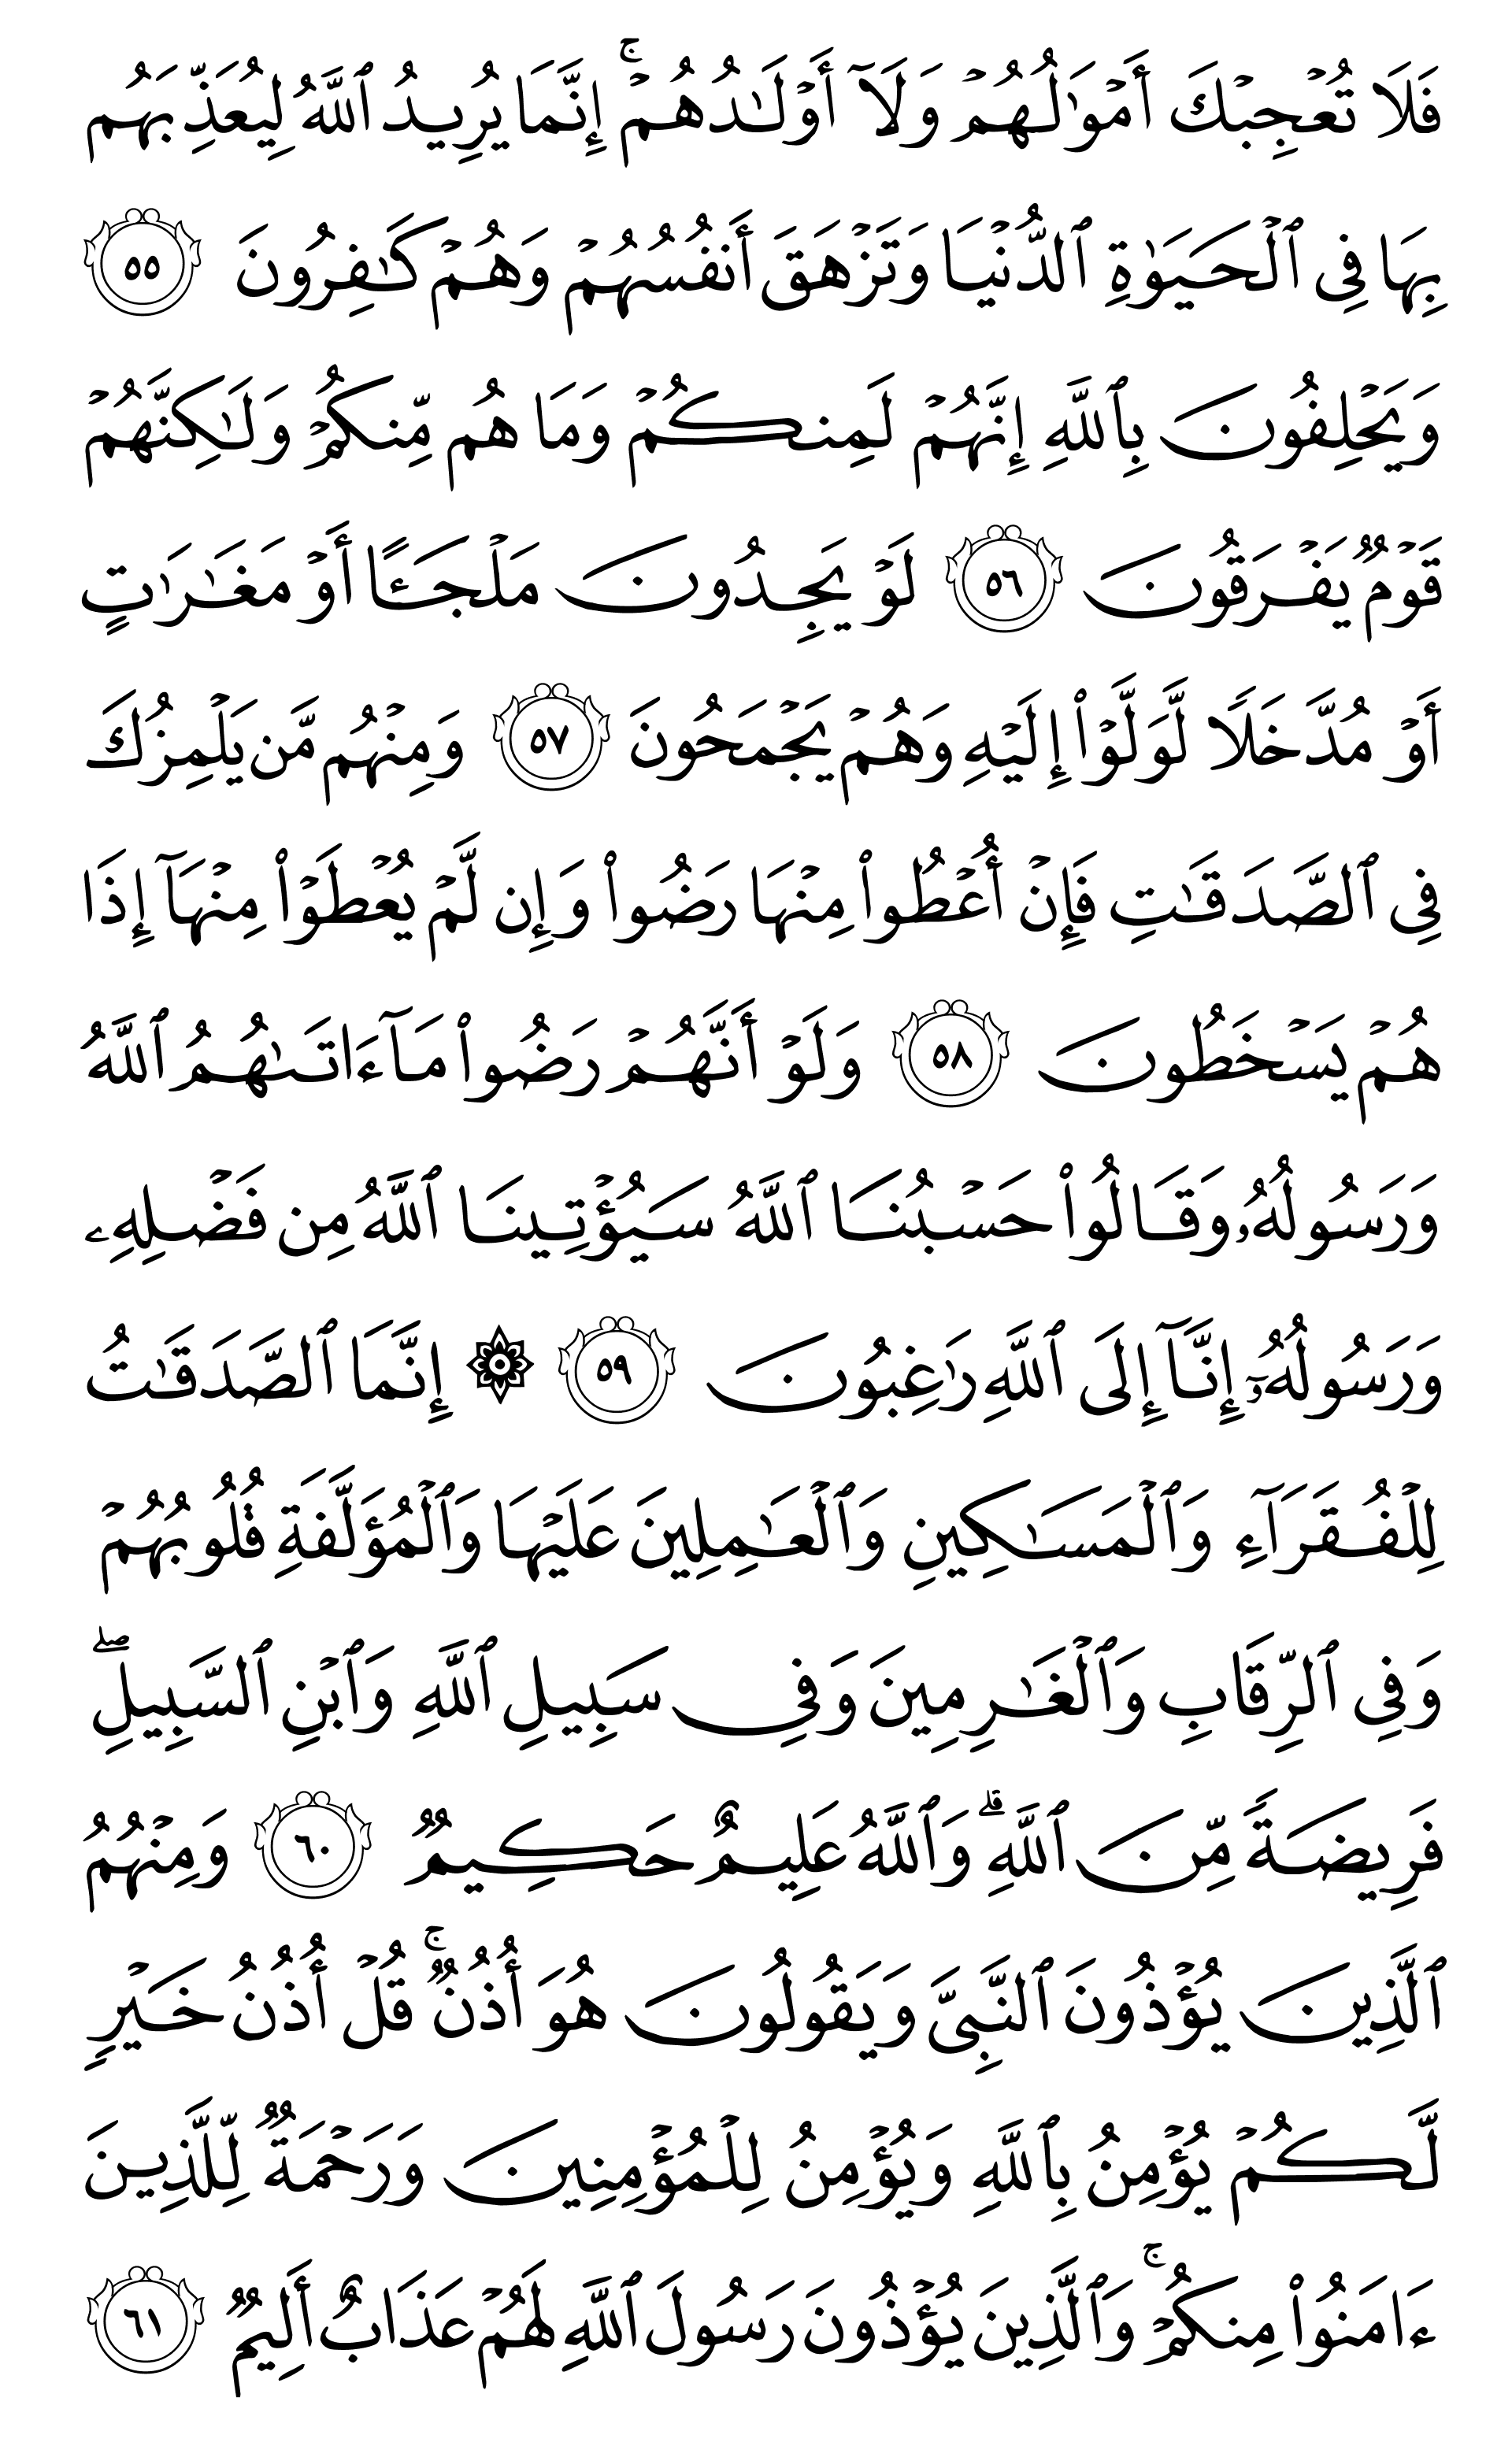 فَلَا تُعۡجِبۡكَ أَمۡوَٰلُهُمۡ وَلَآ أَوۡلَٰدُهُمۡۚ إِنَّمَا يُرِيدُ ٱللَّهُ لِيُعَذِّبَهُم
بِهَا فِي ٱلۡحَيَوٰةِ ٱلدُّنۡيَا وَتَزۡهَقَ أَنفُسُهُمۡ وَهُمۡ كَٰفِرُونَ ٥٥
وَيَحۡلِفُونَ بِٱللَّهِ إِنَّهُمۡ لَمِنكُمۡ وَمَا هُم مِّنكُمۡ وَلَٰكِنَّهُمۡ
قَوۡمٞ يَفۡرَقُونَ ٥٦ لَوۡ يَجِدُونَ مَلۡجَـًٔا أَوۡ مَغَٰرَٰتٍ
أَوۡ مُدَّخَلٗا لَّوَلَّوۡاْ إِلَيۡهِ وَهُمۡ يَجۡمَحُونَ ٥٧ وَمِنۡهُم مَّن يَلۡمِزُكَ
فِي ٱلصَّدَقَٰتِ فَإِنۡ أُعۡطُواْ مِنۡهَا رَضُواْ وَإِن لَّمۡ يُعۡطَوۡاْ مِنۡهَآ إِذَا
هُمۡ يَسۡخَطُونَ ٥٨ وَلَوۡ أَنَّهُمۡ رَضُواْ مَآ ءَاتَىٰهُمُ ٱللَّهُ
وَرَسُولُهُۥ وَقَالُواْ حَسۡبُنَا ٱللَّهُ سَيُؤۡتِينَا ٱللَّهُ مِن فَضۡلِهِۦ
وَرَسُولُهُۥٓ إِنَّآ إِلَى ٱللَّهِ رَٰغِبُونَ ٥٩ ۞ إِنَّمَا ٱلصَّدَقَٰتُ
لِلۡفُقَرَآءِ وَٱلۡمَسَٰكِينِ وَٱلۡعَٰمِلِينَ عَلَيۡهَا وَٱلۡمُؤَلَّفَةِ قُلُوبُهُمۡ
وَفِي ٱلرِّقَابِ وَٱلۡغَٰرِمِينَ وَفِي سَبِيلِ ٱللَّهِ وَٱبۡنِ ٱلسَّبِيلِۖ
فَرِيضَةٗ مِّنَ ٱللَّهِۗ وَٱللَّهُ عَلِيمٌ حَكِيمٞ ٦٠ وَمِنۡهُمُ
ٱلَّذِينَ يُؤۡذُونَ ٱلنَّبِيَّ وَيَقُولُونَ هُوَ أُذُنٞۚ قُلۡ أُذُنُ خَيۡرٖ
لَّكُمۡ يُؤۡمِنُ بِٱللَّهِ وَيُؤۡمِنُ لِلۡمُؤۡمِنِينَ وَرَحۡمَةٞ لِّلَّذِينَ
ءَامَنُواْ مِنكُمۡۚ وَٱلَّذِينَ يُؤۡذُونَ رَسُولَ ٱللَّهِ لَهُمۡ عَذَابٌ أَلِيمٞ ٦١